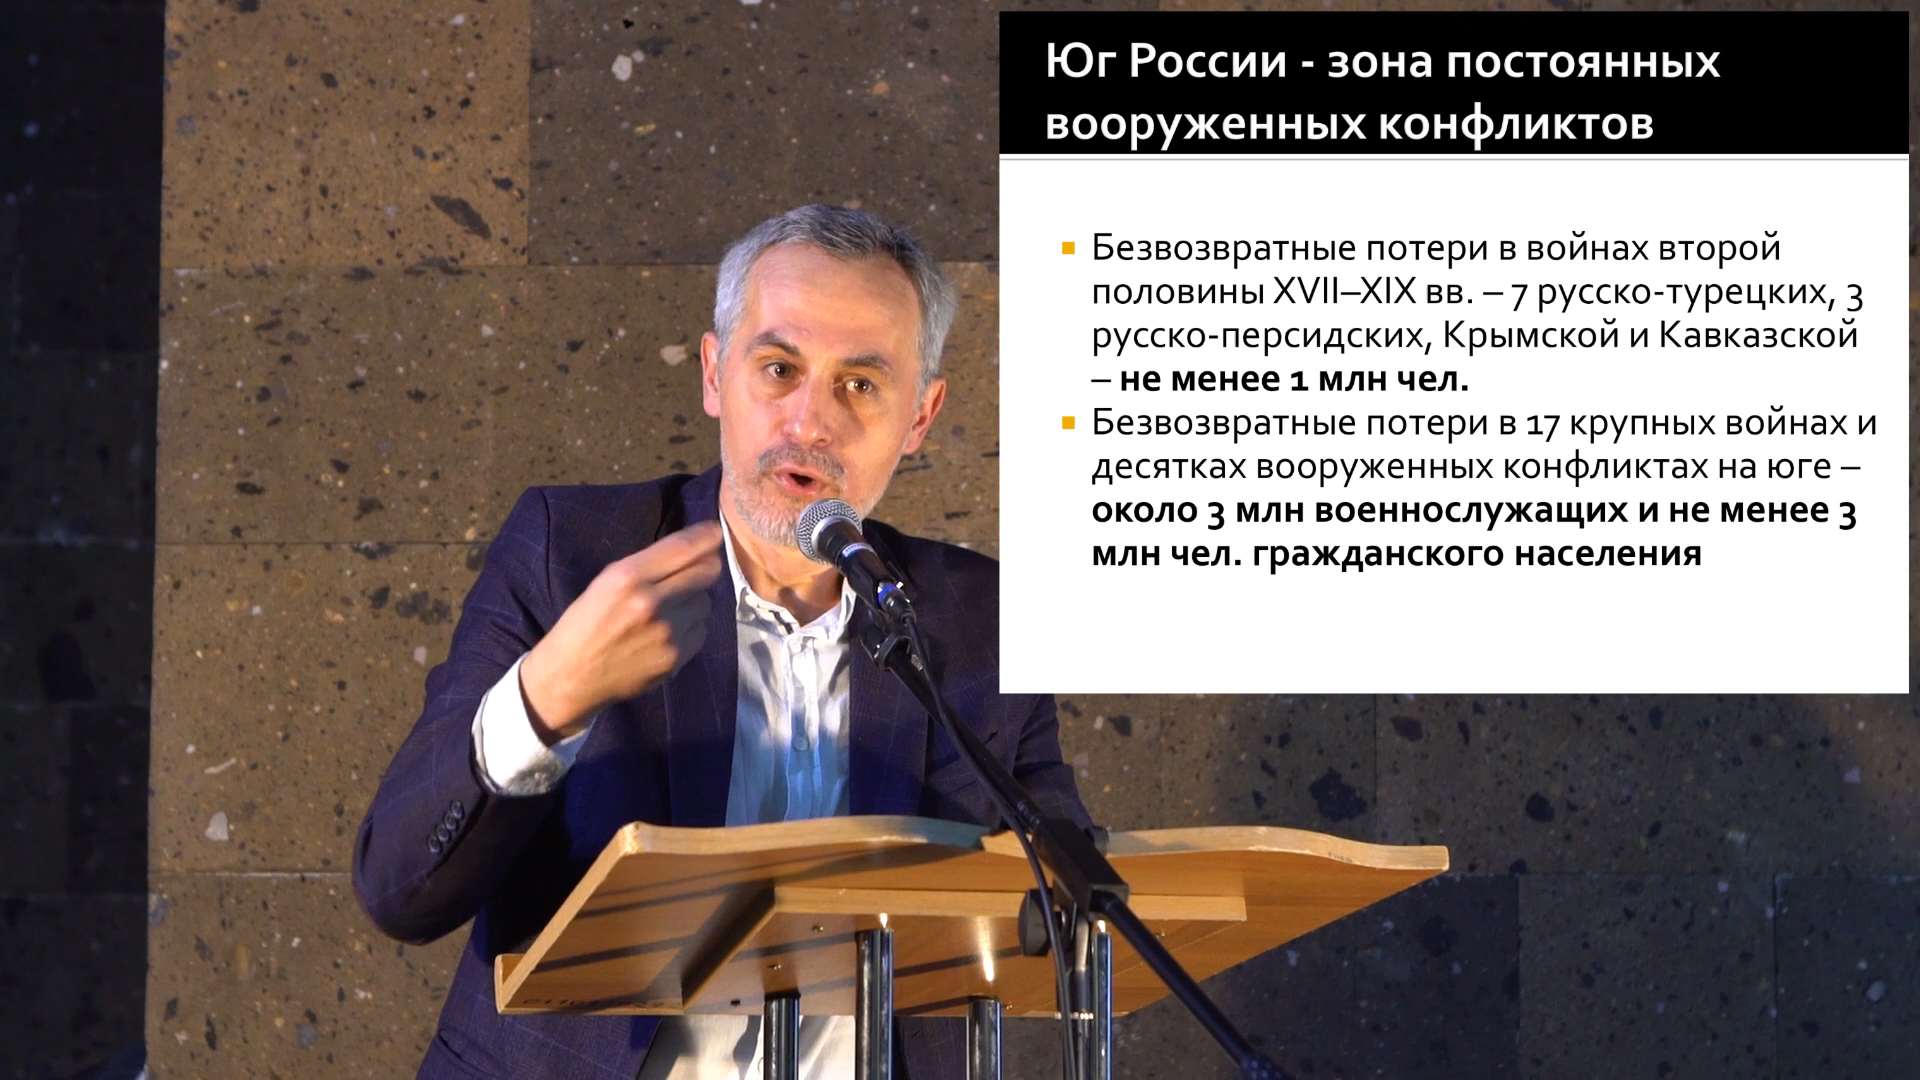 Юг России - зона постоянных
вооруженных конфликтов
Безвозвратные потери в войнах второй
половины XVII–XIX вв. – 7 русско-турецких, 3
русско-персидских, Крымской и Кавказской
– не менее 1 млн чел.
Безвозвратные потери в 17 крупных войнах и
десятках вооруженных конфликтах на юге –
около 3 млн военнослужащих и не менее 3
млн чел. гражданского населения